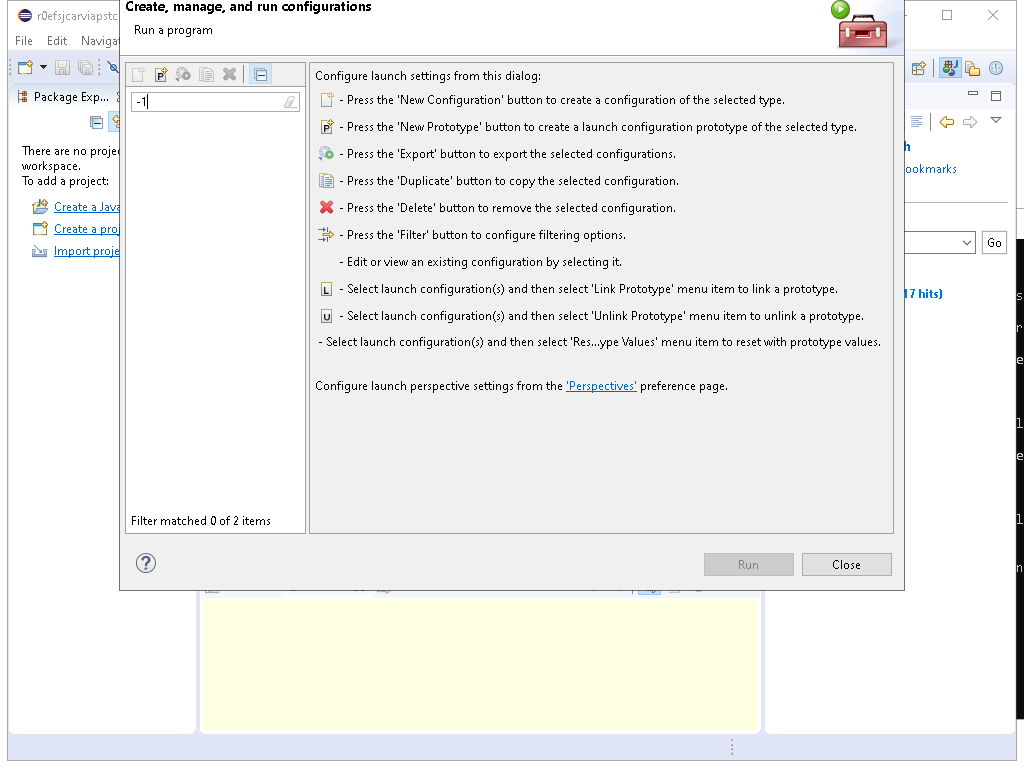 Create, manage, and run configurations
Run a program
r0efsjcarviapstc
File Edit Naviga
Package Exp...
There are no proje
workspace.
To add a project:
Create a Java
Create a proj
Import proje
-1
Filter matched 0 of 2 items
Configure launch settings from this dialog:
- Press the 'New Configuration' button to create a configuration of the selected type.
P - Press the 'New Prototype' button to create a launch configuration prototype of the selected type.
- Press the 'Export' button to export the selected configurations.
- Press the 'Duplicate' button to copy the selected configuration.
- Press the 'Delete' button to remove the selected configuration.
- Press the 'Filter' button to configure filtering options.
- Edit or view an existing configuration by selecting it.
L - Select launch configuration(s) and then select 'Link Prototype' menu item to link a prototype.
U - Select launch configuration(s) and then select 'Unlink Prototype' menu item to unlink a prototype.
- Select launch configuration(s) and then select 'Res...ype Values' menu item to reset with prototype values.
Configure launch perspective settings from the 'Perspectives' preference page.
? Run Close
h
ookmarks
Go
17 hits)